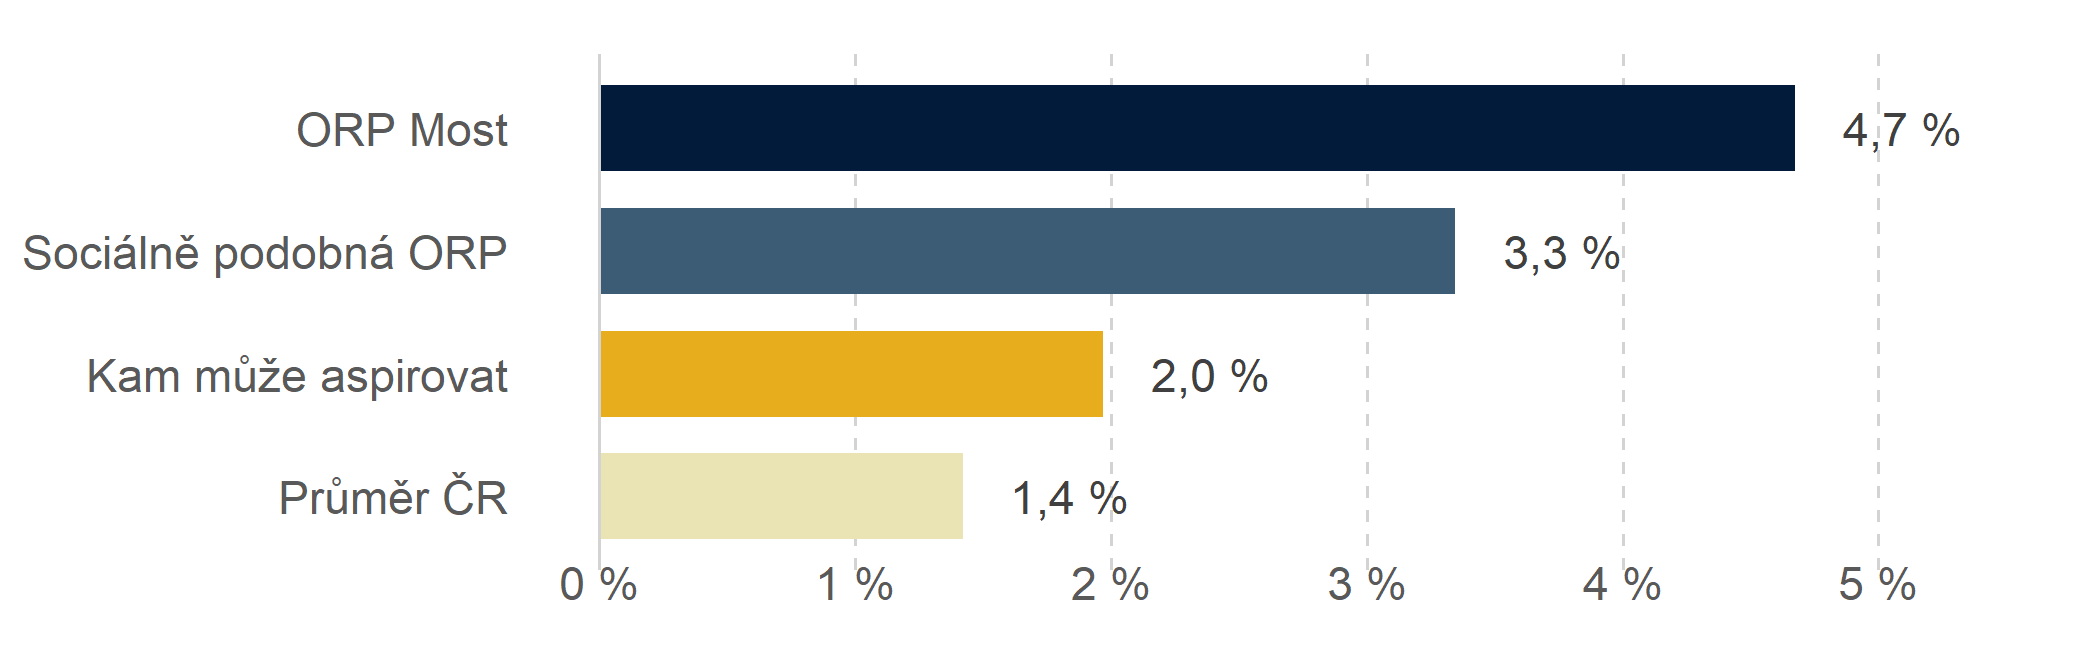 ORP Most
4,7 %
Sociálně podobná ORP
3,3 %
Kam může aspirovat
2,0 %
Průměr ČR
1,4 %
0 % 1 % 2 % 3 % 4 % 5 %